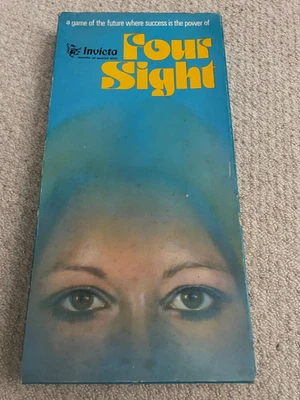 a game of the future where success is the power of
Invicta
Four
Sight